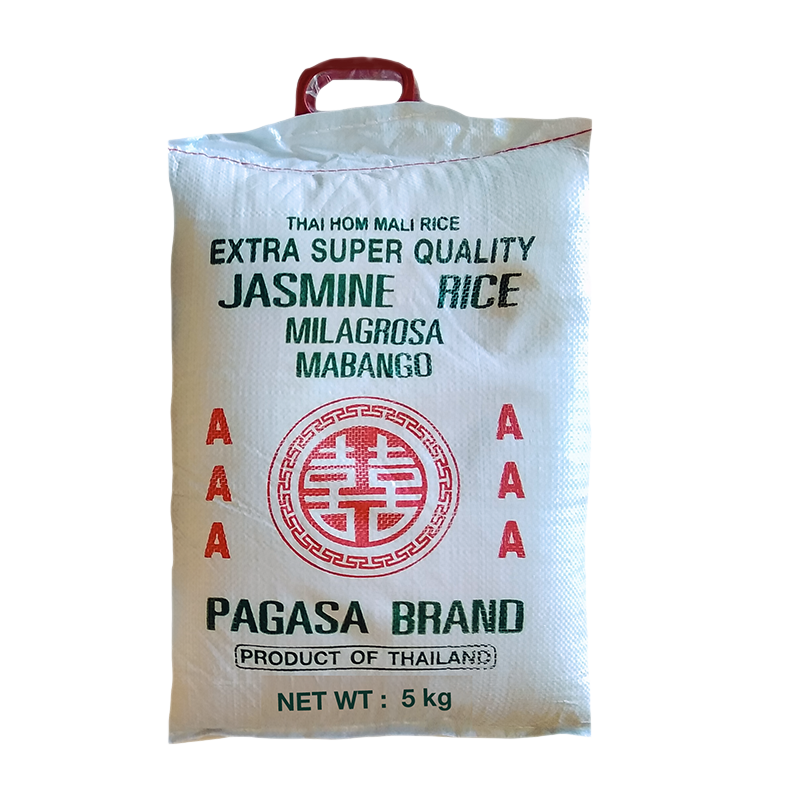 THAI HOM MALI RICE
EXTRA SUPER QUALITY
JASMINE RICE
MILAGROSA
MABANGO
A A
囍
A A
A A
PAGASA BRAND
PRODUCT OF THAILAND
NET WT : 5 kg